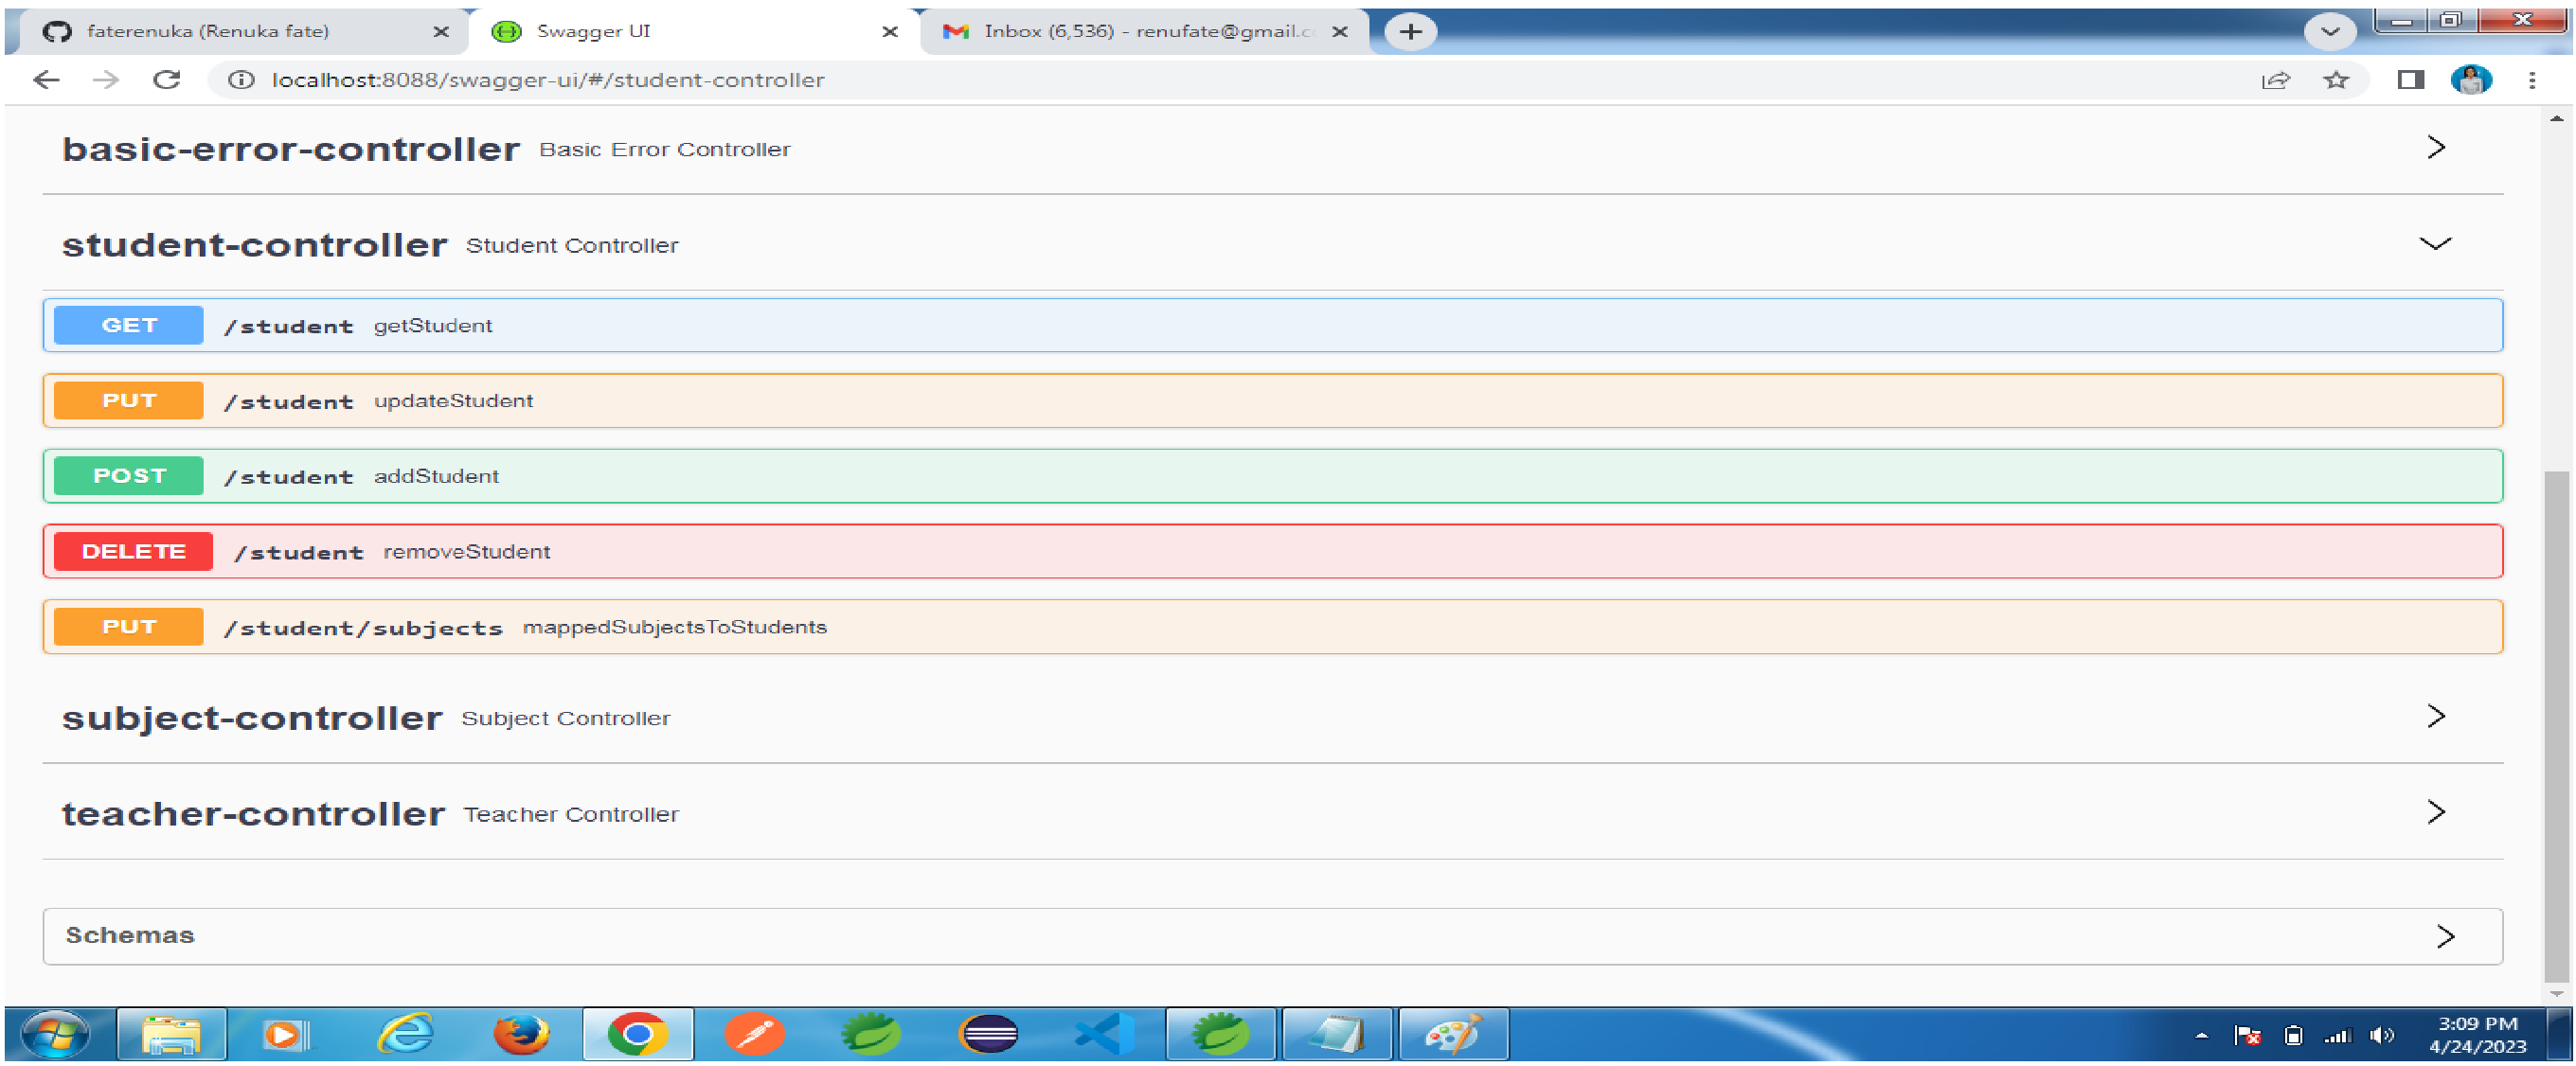 faterenuka (Renuka fate)
Swagger UI
Inbox (6,536) - renufate@gmail.c
localhost:8088/swagger-ui/#/student-controller
basic-error-controller Basic Error Controller
student-controller Student Controller
GET /student getStudent
PUT /student updateStudent
POST /student addStudent
DELETE /student removeStudent
PUT /student/subjects mappedSubjectsToStudents
subject-controller Subject Controller
teacher-controller Teacher Controller
Schemas
3:09 PM
4/24/2023